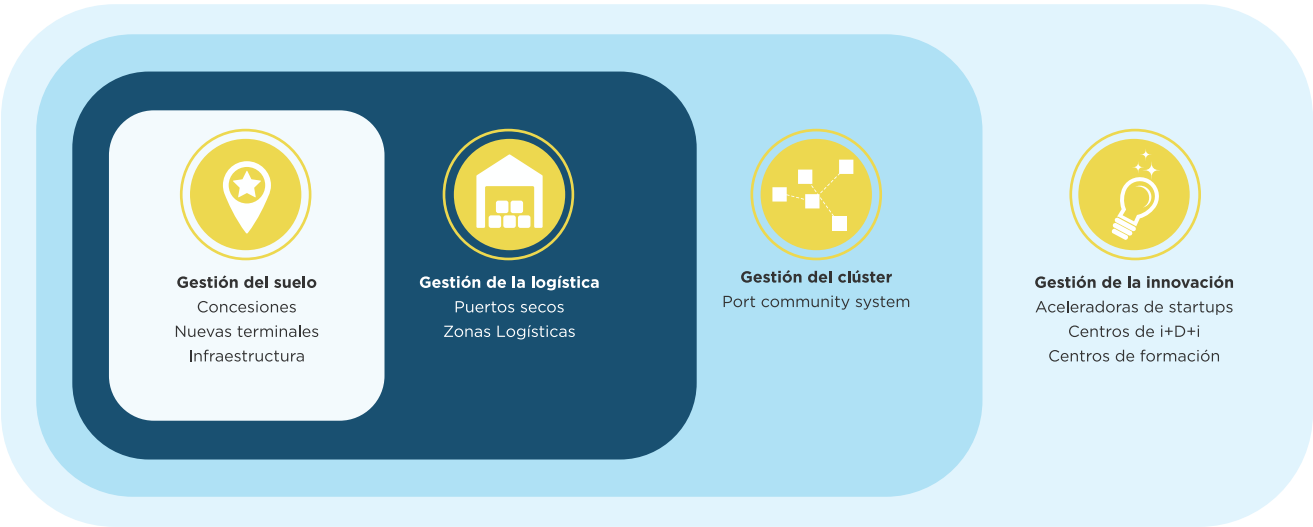 Gestión del suelo
Concesiones
Nuevas terminales
Infraestructura
Gestión de la logística
Puertos secos
Zonas Logísticas
Gestión del clúster
Port community system
Gestión de la innovación
Aceleradoras de startups
Centros de i+D+i
Centros de formación